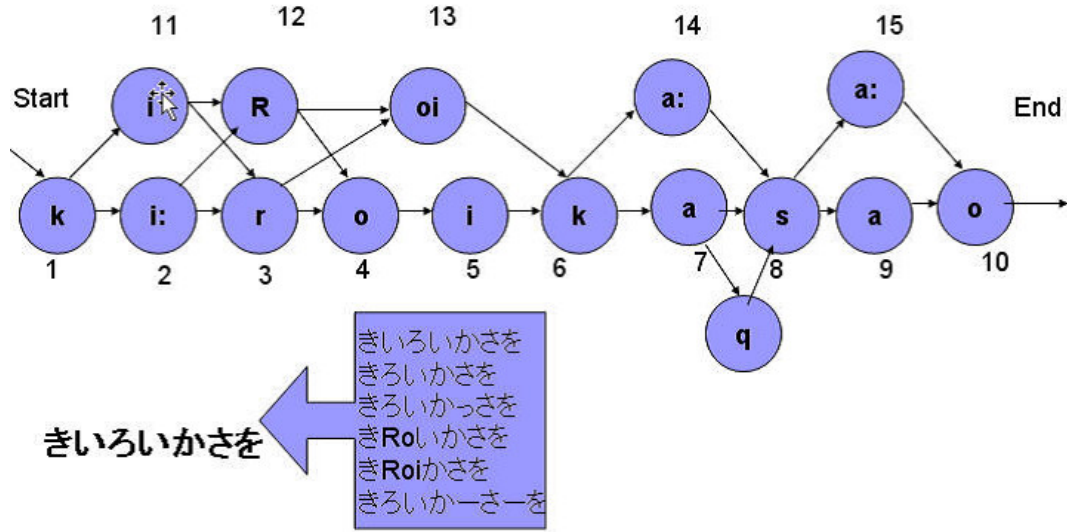 11 12 13 14 15
i R oi a: a:
Start End
k i: r o i k a s a o
1 2 3 4 5 6 7 8 9 10
q
きいろいかさを
きろいかさを
きろいかっさを
きRoいかさを
きRoiかさを
きろいかーさーを
きいろいかさを